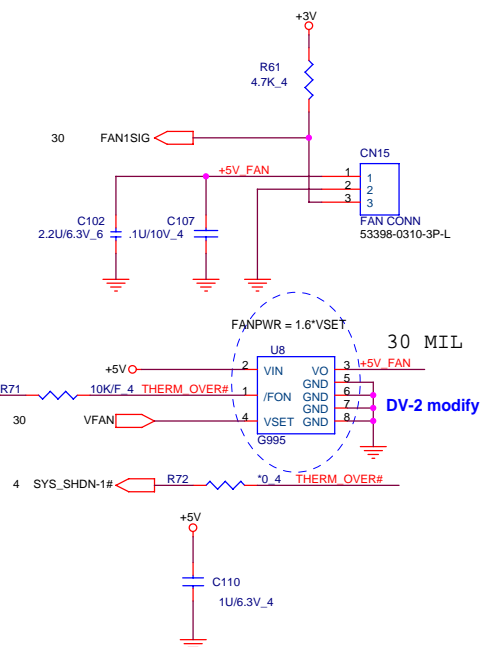 +3V
R61
4.7K_4
30 FAN1SIG
CN15
+5V_FAN
1 1
2 2
3 3
C102
2.2U/6.3V_6
C107
.1U/10V_4
FAN CONN
53398-0310-3P-L
FANPWR = 1.6*VSET
30 MIL
U8
+5V 2 VIN VO 3 +5V_FAN
GND 5
R71 10K/F_4 THERM_OVER# 1 /FON GND 6
GND 7
30 VFAN 4 VSET GND 8
DV-2 modify
G995
4 SYS_SHDN-1# R72 *0_4 THERM_OVER#
+5V
C110
1U/6.3V_4